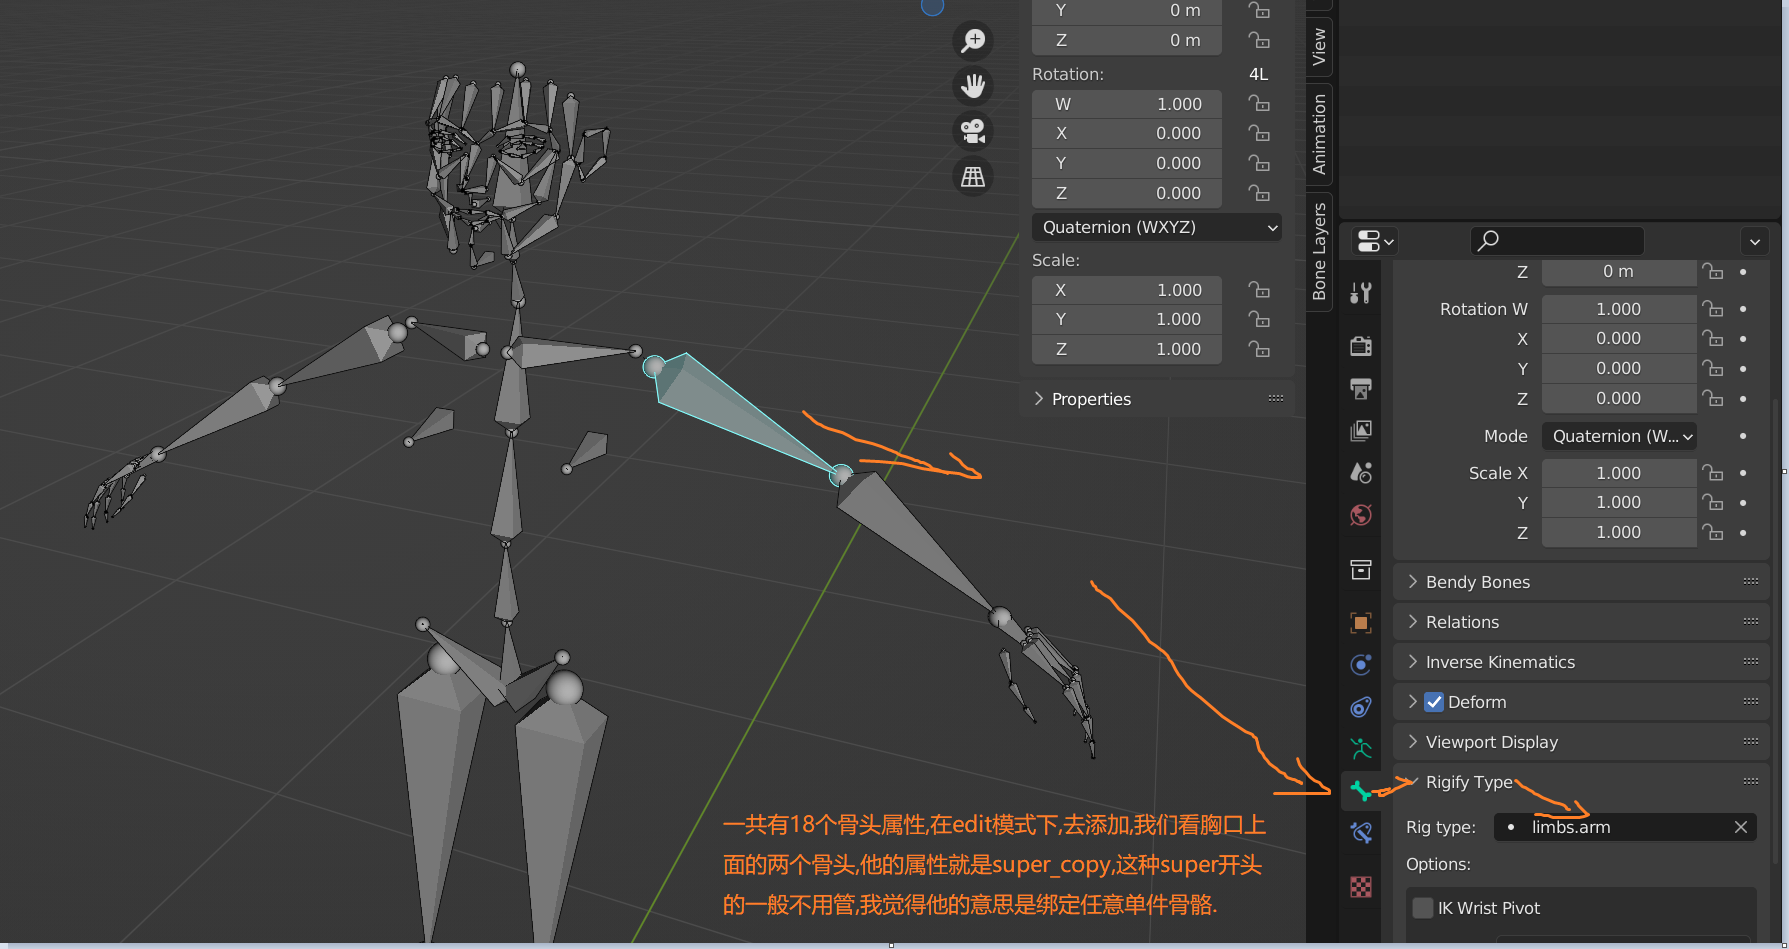 Y 0 m
Z 0 m
Rotation: 4L
W 1.000
X 0.000
Y 0.000
Z 0.000
Quaternion (WXYZ)
Scale:
X 1.000
Y 1.000
Z 1.000
Properties
View
Animation
Bone Layers
Z 0 m
Rotation W 1.000
X 0.000
Y 0.000
Z 0.000
Mode Quaternion (W...
Scale X 1.000
Y 1.000
Z 1.000
Bendy Bones
Relations
Inverse Kinematics
Deform
Viewport Display
Rigify Type
Rig type: limbs.arm
Options:
IK Wrist Pivot
一共有18个骨头属性,在edit模式下,去添加,我们看胸口上
面的两个骨头,他的属性就是super_copy,这种super开头
的一般不用管,我觉得他的意思是绑定任意单件骨骼.